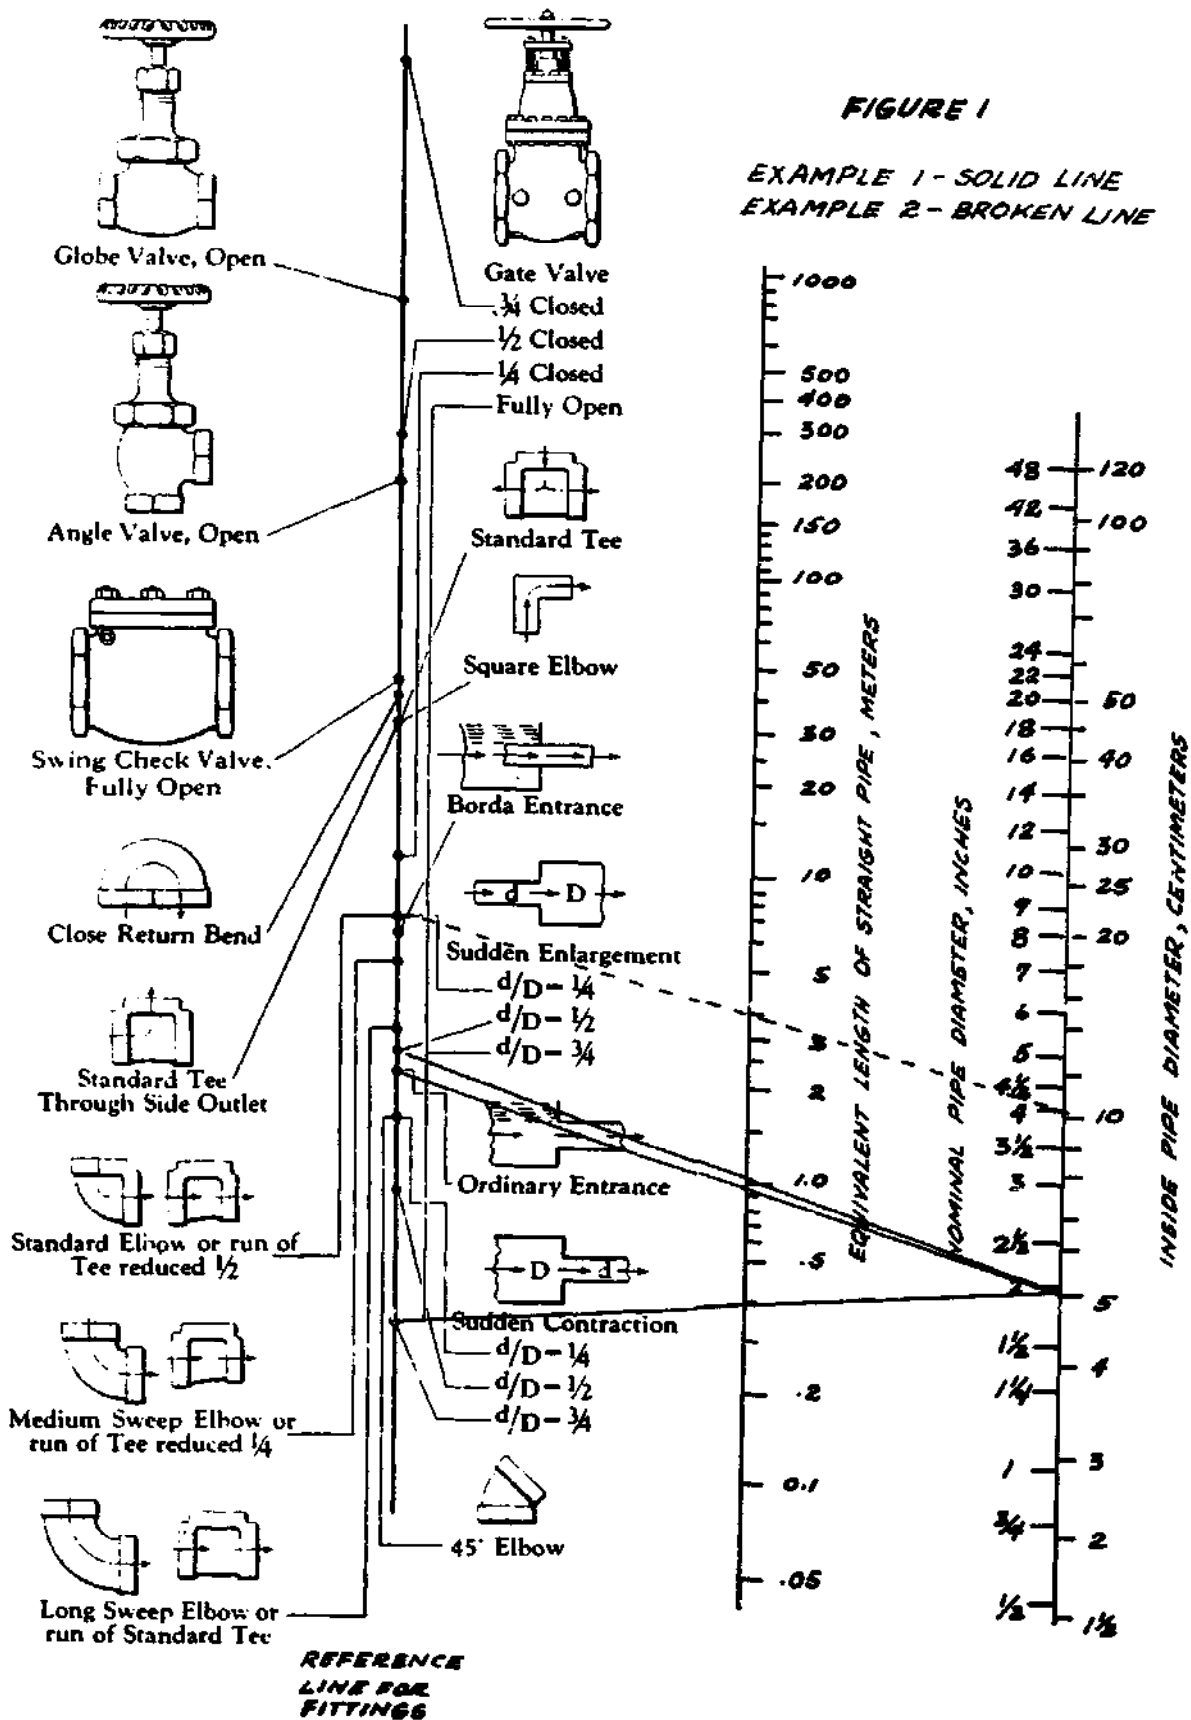 FIGURE 1
EXAMPLE 1 - SOLID LINE
EXAMPLE 2 - BROKEN LINE
Globe Valve, Open
Angle Valve, Open
Swing Check Valve,
Fully Open
Close Return Bend
Standard Tee
Through Side Outlet
Standard Elbow or run of
Tee reduced ½
Medium Sweep Elbow or
run of Tee reduced ¼
Long Sweep Elbow or
run of Standard Tee
REFERENCE
LINE FOR
FITTINGS
Gate Valve
¾ Closed
½ Closed
¼ Closed
Fully Open
Standard Tee
Square Elbow
Borda Entrance
d D
Sudden Enlargement
d/D-¼
d/D-½
d/D-¾
Ordinary Entrance
D d
Sudden Contraction
d/D-¼
d/D-½
d/D-¾
45° Elbow
1000
500
400
300
200
150
100
50
30
20
10
5
3
2
1.0
.5
.2
0.1
.05
EQUIVALENT LENGTH OF STRAIGHT PIPE, METERS
NOMINAL PIPE DIAMETER, INCHES
48
42
36
30
24
22
20
18
16
14
12
10
9
8
7
6
5
4½
4
3½
3
2½
2
1½
1¼
1
¾
½
120
100
50
40
30
25
20
10
5
4
3
2
1½
INSIDE PIPE DIAMETER, CENTIMETERS